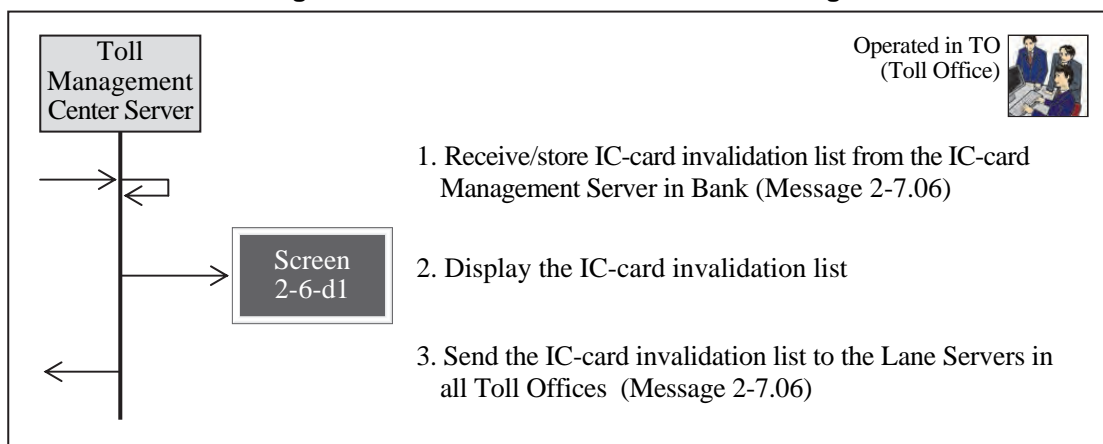 Toll
Management
Center Server
Operated in TO
(Toll Office)
1. Receive/store IC-card invalidation list from the IC-card
Management Server in Bank (Message 2-7.06)
Screen
2-6-d1
2. Display the IC-card invalidation list
3. Send the IC-card invalidation list to the Lane Servers in
all Toll Offices (Message 2-7.06)